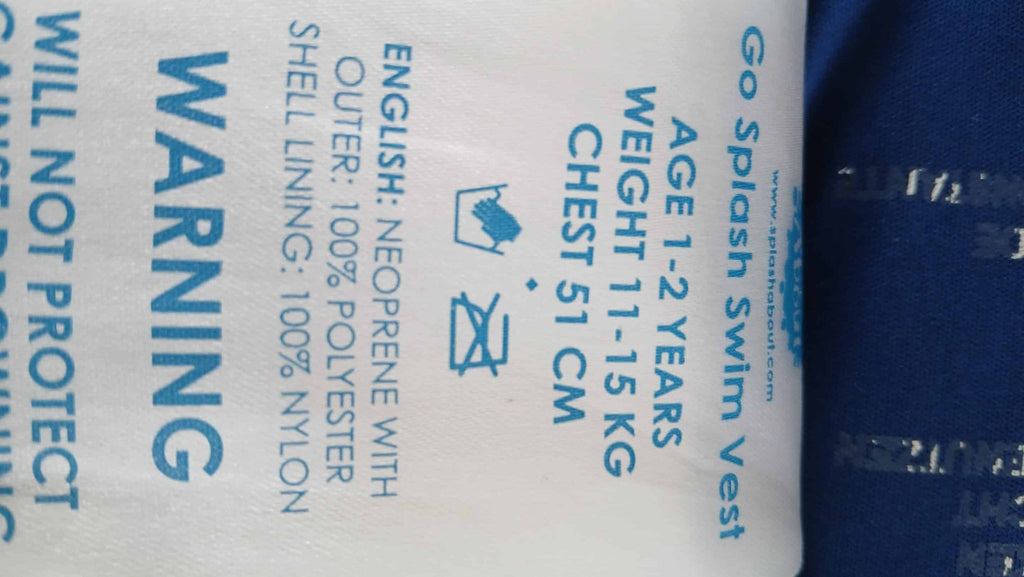 www.splashabout.com
Go Splash Swim Vest
AGE 1-2 YEARS
WEIGHT 11-15 KG
CHEST 51 CM
ENGLISH: NEOPRENE WITH
OUTER: 100% POLYESTER
SHELL LINING: 100% NYLON
WARNING
WILL NOT PROTECT